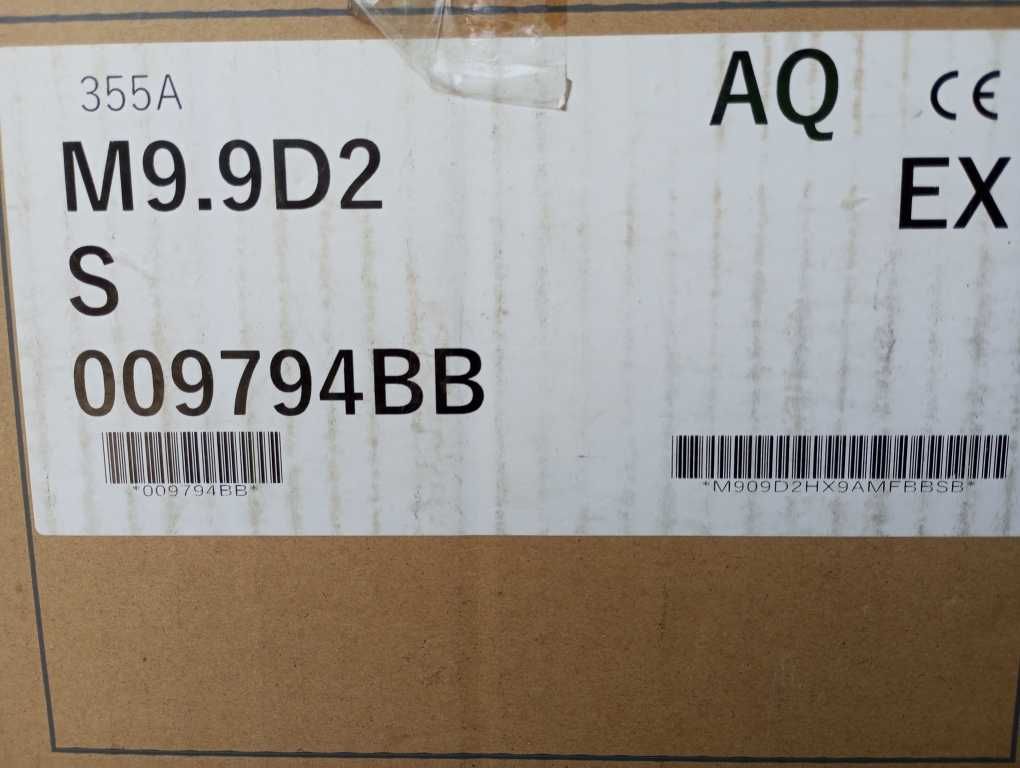 355A
AQ CE
M9.9D2
EX
S
009794BB
*009794BB*
*M909D2HX9AMFBBSB*